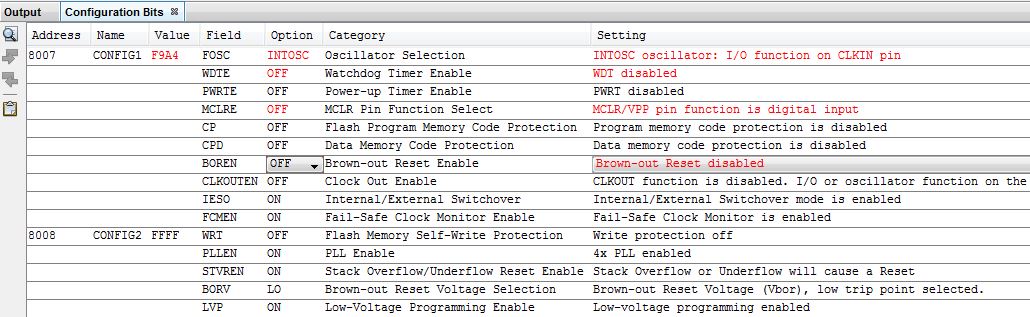 Output Configuration Bits
Address Name Value Field Option Category Setting
8007 CONFIG1 F9A4 FOSC INTOSC Oscillator Selection INTOSC oscillator: I/O function on CLKIN pin
WDTE OFF Watchdog Timer Enable WDT disabled
PWRTE OFF Power-up Timer Enable PWRT disabled
MCLRE OFF MCLR Pin Function Select MCLR/VPP pin function is digital input
CP OFF Flash Program Memory Code Protection Program memory code protection is disabled
CPD OFF Data Memory Code Protection Data memory code protection is disabled
BOREN OFF Brown-out Reset Enable Brown-out Reset disabled
CLKOUTEN OFF Clock Out Enable CLKOUT function is disabled. I/O or oscillator function on the
IESO ON Internal/External Switchover Internal/External Switchover mode is enabled
FCMEN ON Fail-Safe Clock Monitor Enable Fail-Safe Clock Monitor is enabled
8008 CONFIG2 FFFF WRT OFF Flash Memory Self-Write Protection Write protection off
PLLEN ON PLL Enable 4x PLL enabled
STVREN ON Stack Overflow/Underflow Reset Enable Stack Overflow or Underflow will cause a Reset
BORV LO Brown-out Reset Voltage Selection Brown-out Reset Voltage (Vbor), low trip point selected.
LVP ON Low-Voltage Programming Enable Low-voltage programming enabled